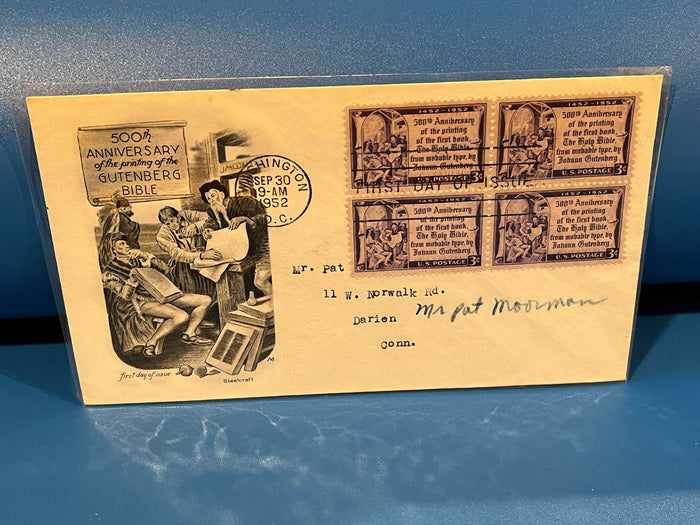 500th
ANNIVERSARY
of the printing of the
GUTENBERG
BIBLE
WASHINGTON
SEP 30
9-AM
1952
D.C.
FIRST DAY OF ISSUE
1452-1952
500th Anniversary
of the printing
of the first book,
The Holy Bible,
from movable type, by
Johann Gutenberg
U.S. POSTAGE 3¢
1452-1952
500th Anniversary
of the printing
of the first book,
The Holy Bible,
from movable type, by
Johann Gutenberg
U.S. POSTAGE 3¢
500th Anniversary
of the printing
of the first book,
The Holy Bible,
from movable type, by
Johann Gutenberg
U.S. POSTAGE 3¢
500th Anniversary
of the printing
of the first book,
The Holy Bible,
from movable type, by
Johann Gutenberg
U.S. POSTAGE 3¢
Mr. Pat
11 W. Norwalk Rd.
Darien
Conn.
Mr Pat Moorman
first day of issue
Steelcraft